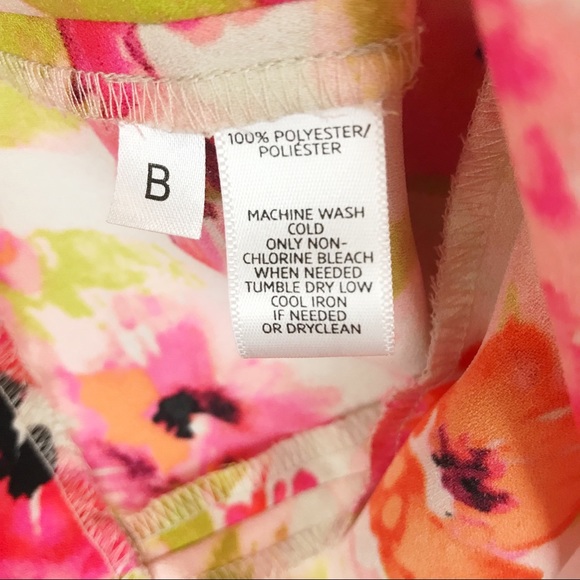 B
100% POLYESTER/
POLIÉSTER
MACHINE WASH
COLD
ONLY NON-
CHLORINE BLEACH
WHEN NEEDED
TUMBLE DRY LOW
COOL IRON
IF NEEDED
OR DRYCLEAN